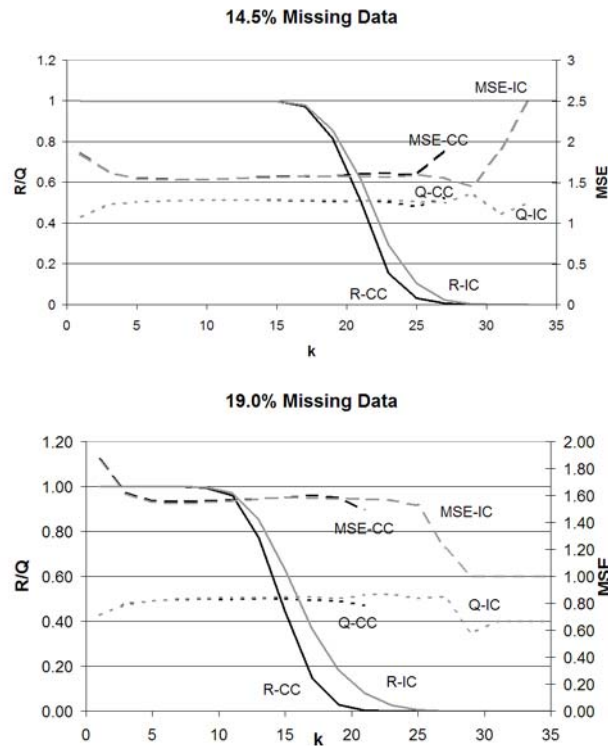 14.5% Missing Data
1.2
1
0.8
0.6
0.4
0.2
0
R/Q
3
2.5
2
1.5
1
0.5
0
MSE
MSE-IC
MSE-CC
Q-CC
Q-IC
R-CC
R-IC
0 5 10 15 20 25 30 35
k
19.0% Missing Data
1.20
1.00
0.80
0.60
0.40
0.20
0.00
R/Q
2.00
1.80
1.60
1.40
1.20
1.00
0.80
0.60
0.40
0.20
0.00
MSE
MSE-IC
MSE-CC
Q-IC
Q-CC
R-CC
R-IC
0 5 10 15 20 25 30 35
k